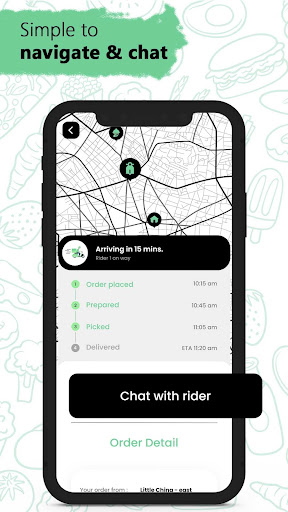 Simple to
navigate & chat
Arriving in 15 mins.
Rider 1 on way
1 Order placed 10:15 am
2 Prepared 10:45 am
3 Picked 11:05 am
4 Delivered ETA 11:20 am
Chat with rider
Order Detail
Your order from : Little China - east